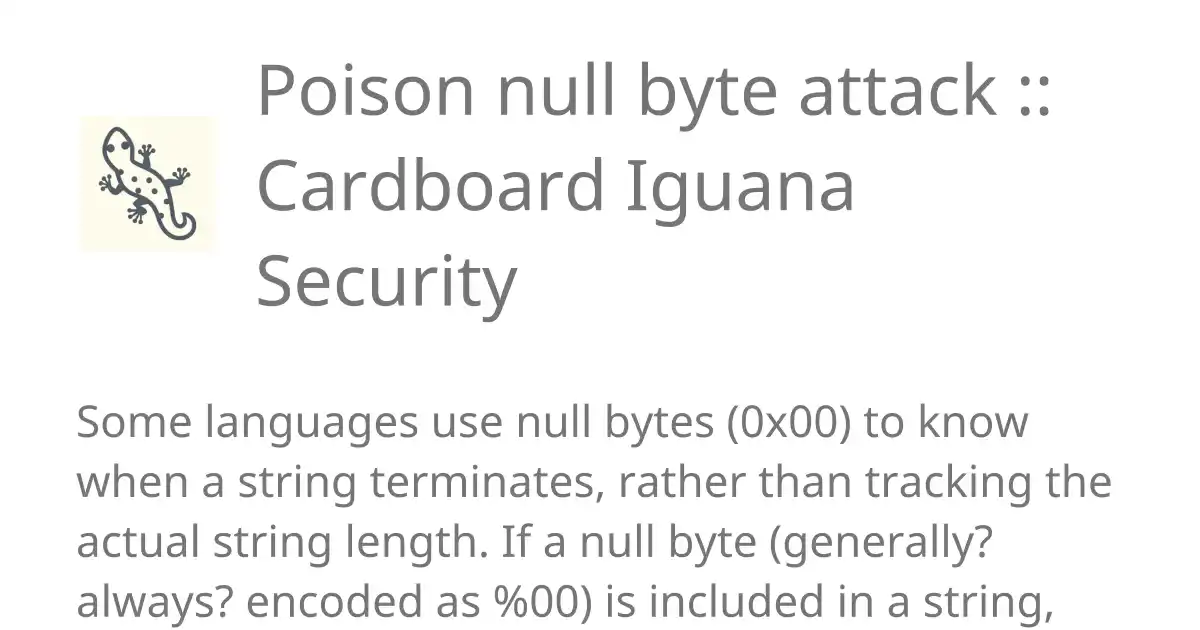 Poison null byte attack ::
Cardboard Iguana
Security
Some languages use null bytes (0x00) to know
when a string terminates, rather than tracking the
actual string length. If a null byte (generally?
always? encoded as %00) is included in a string,